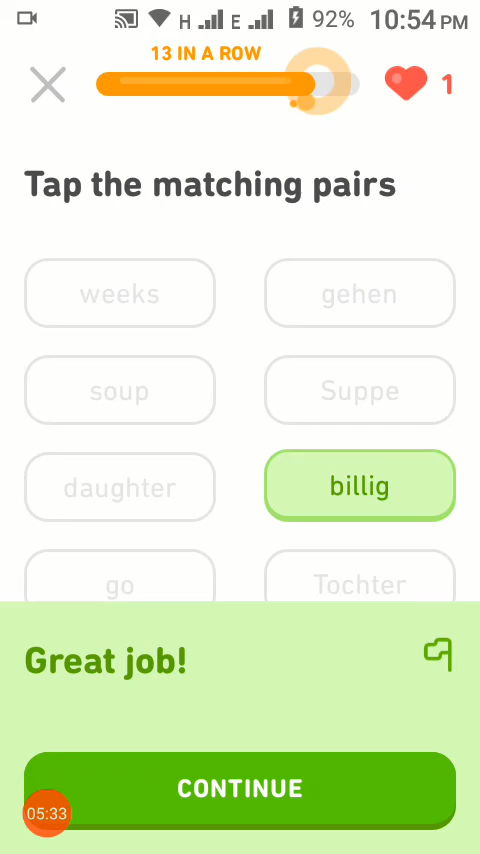 H E 92% 10:54 PM
13 IN A ROW
1
Tap the matching pairs
weeks gehen
soup Suppe
daughter billig
go Tochter
Great job!
CONTINUE
05:33